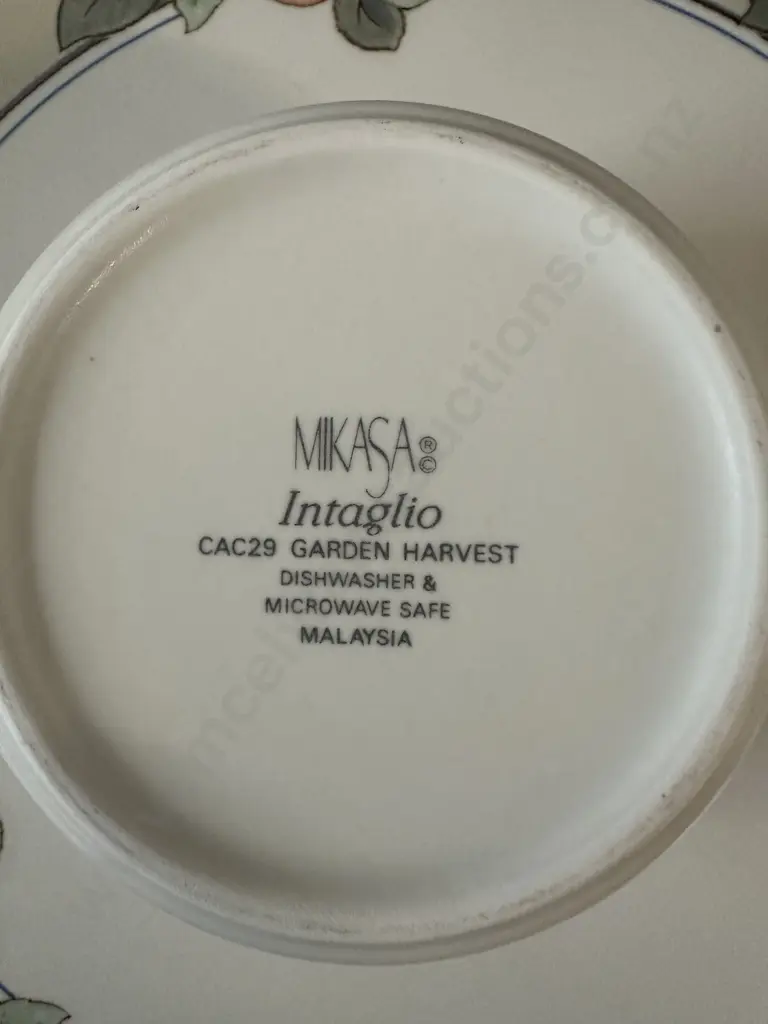 MIKASA ® ©
Intaglio
CAC29 GARDEN HARVEST
DISHWASHER &
MICROWAVE SAFE
MALAYSIA